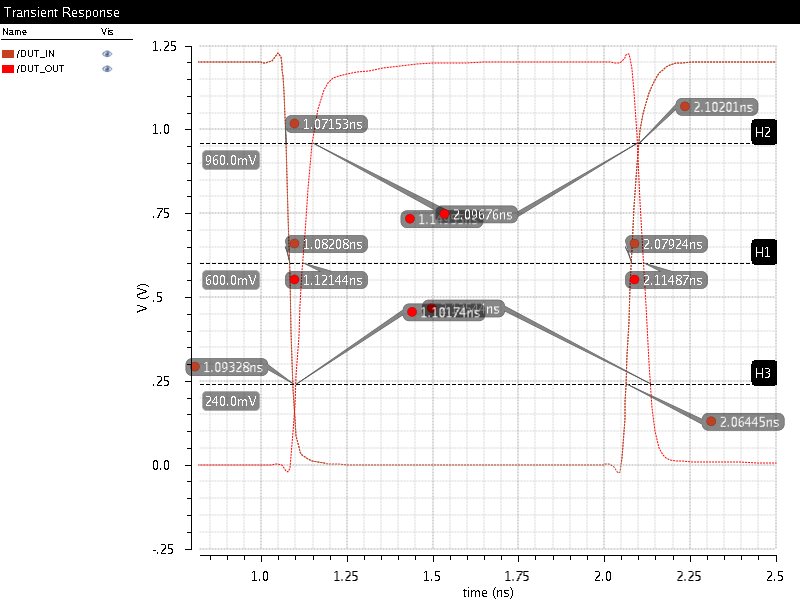 Transient Response
Name Vis
/DUT_IN
/DUT_OUT
1.25
1.0
.75
.5
.25
0.0
-.25
V (V)
1.07153ns
2.10201ns
H2
960.0mV
2.09676ns
1.08208ns
2.07924ns
H1
600.0mV
1.12144ns
2.11487ns
1.10174ns
ns
1.09328ns
H3
240.0mV
2.06445ns
1.0 1.25 1.5 1.75 2.0 2.25 2.5
time (ns)